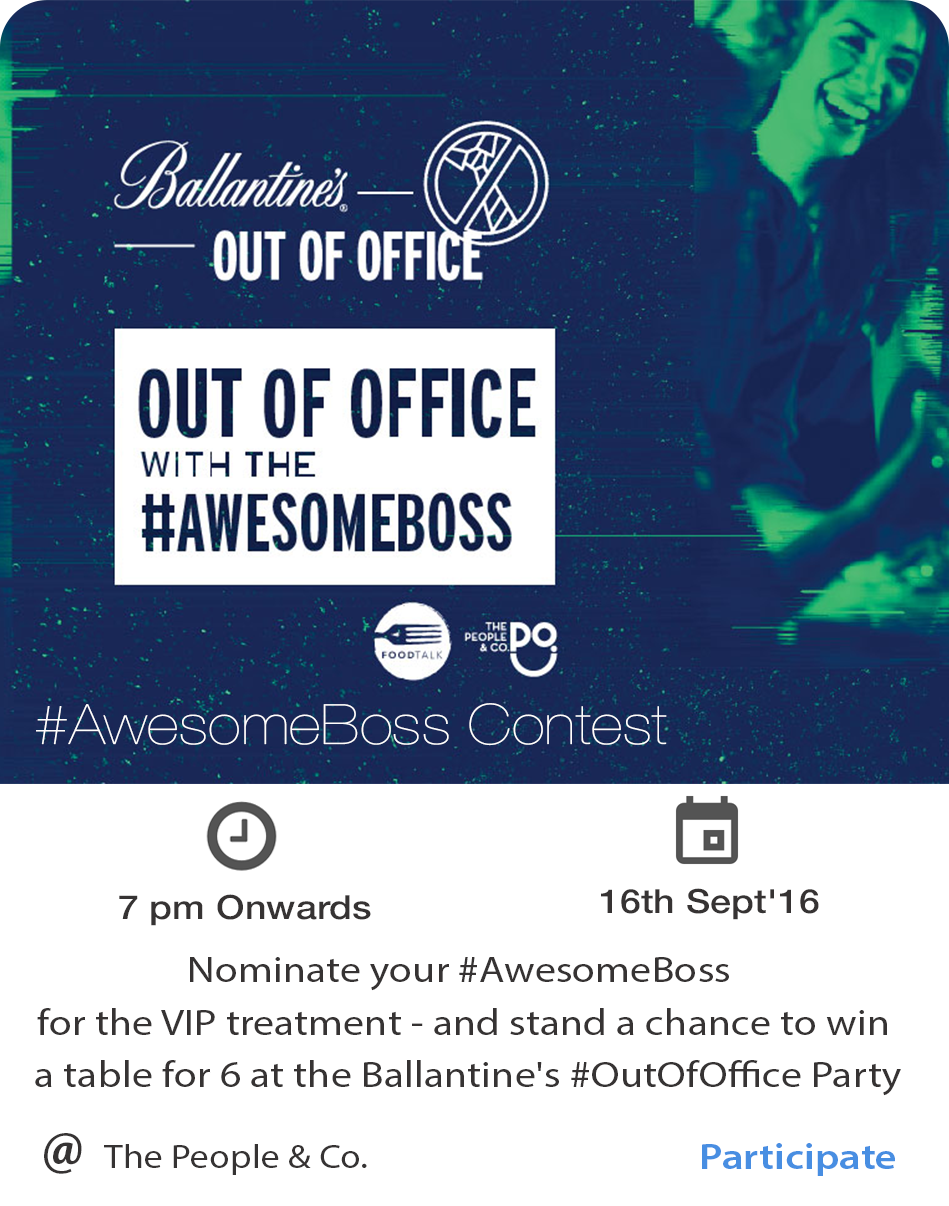 Ballantine's®
OUT OF OFFICE
OUT OF OFFICE
WITH THE
#AWESOMEBOSS
FOODTALK
THE
PEOPLE
& CO.
PO.
#AwesomeBoss Contest
7 pm Onwards
16th Sept'16
Nominate your #AwesomeBoss
for the VIP treatment - and stand a chance to win
a table for 6 at the Ballantine's #OutOfOffice Party
@ The People & Co.
Participate